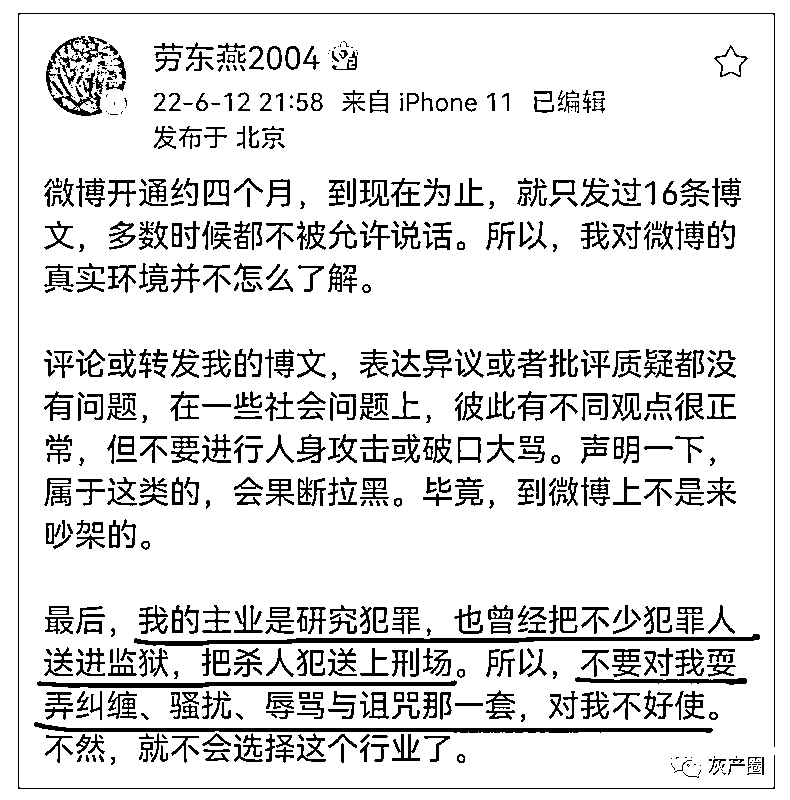 劳东燕2004
22-6-12 21:58 来自 iPhone 11 已编辑
发布于 北京
微博开通约四个月，到现在为止，就只发过16条博
文，多数时候都不被允许说话。所以，我对微博的
真实环境并不怎么了解。
评论或转发我的博文，表达异议或者批评质疑都没
有问题，在一些社会问题上，彼此有不同观点很正
常，但不要进行人身攻击或破口大骂。声明一下，
属于这类的，会果断拉黑。毕竟，到微博上不是来
吵架的。
最后，我的主业是研究犯罪，也曾经把不少犯罪人
送进监狱，把杀人犯送上刑场。所以，不要对我耍
弄纠缠、骚扰、辱骂与诅咒那一套，对我不好使。
不然，就不会选择这个行业了。
灰产圈